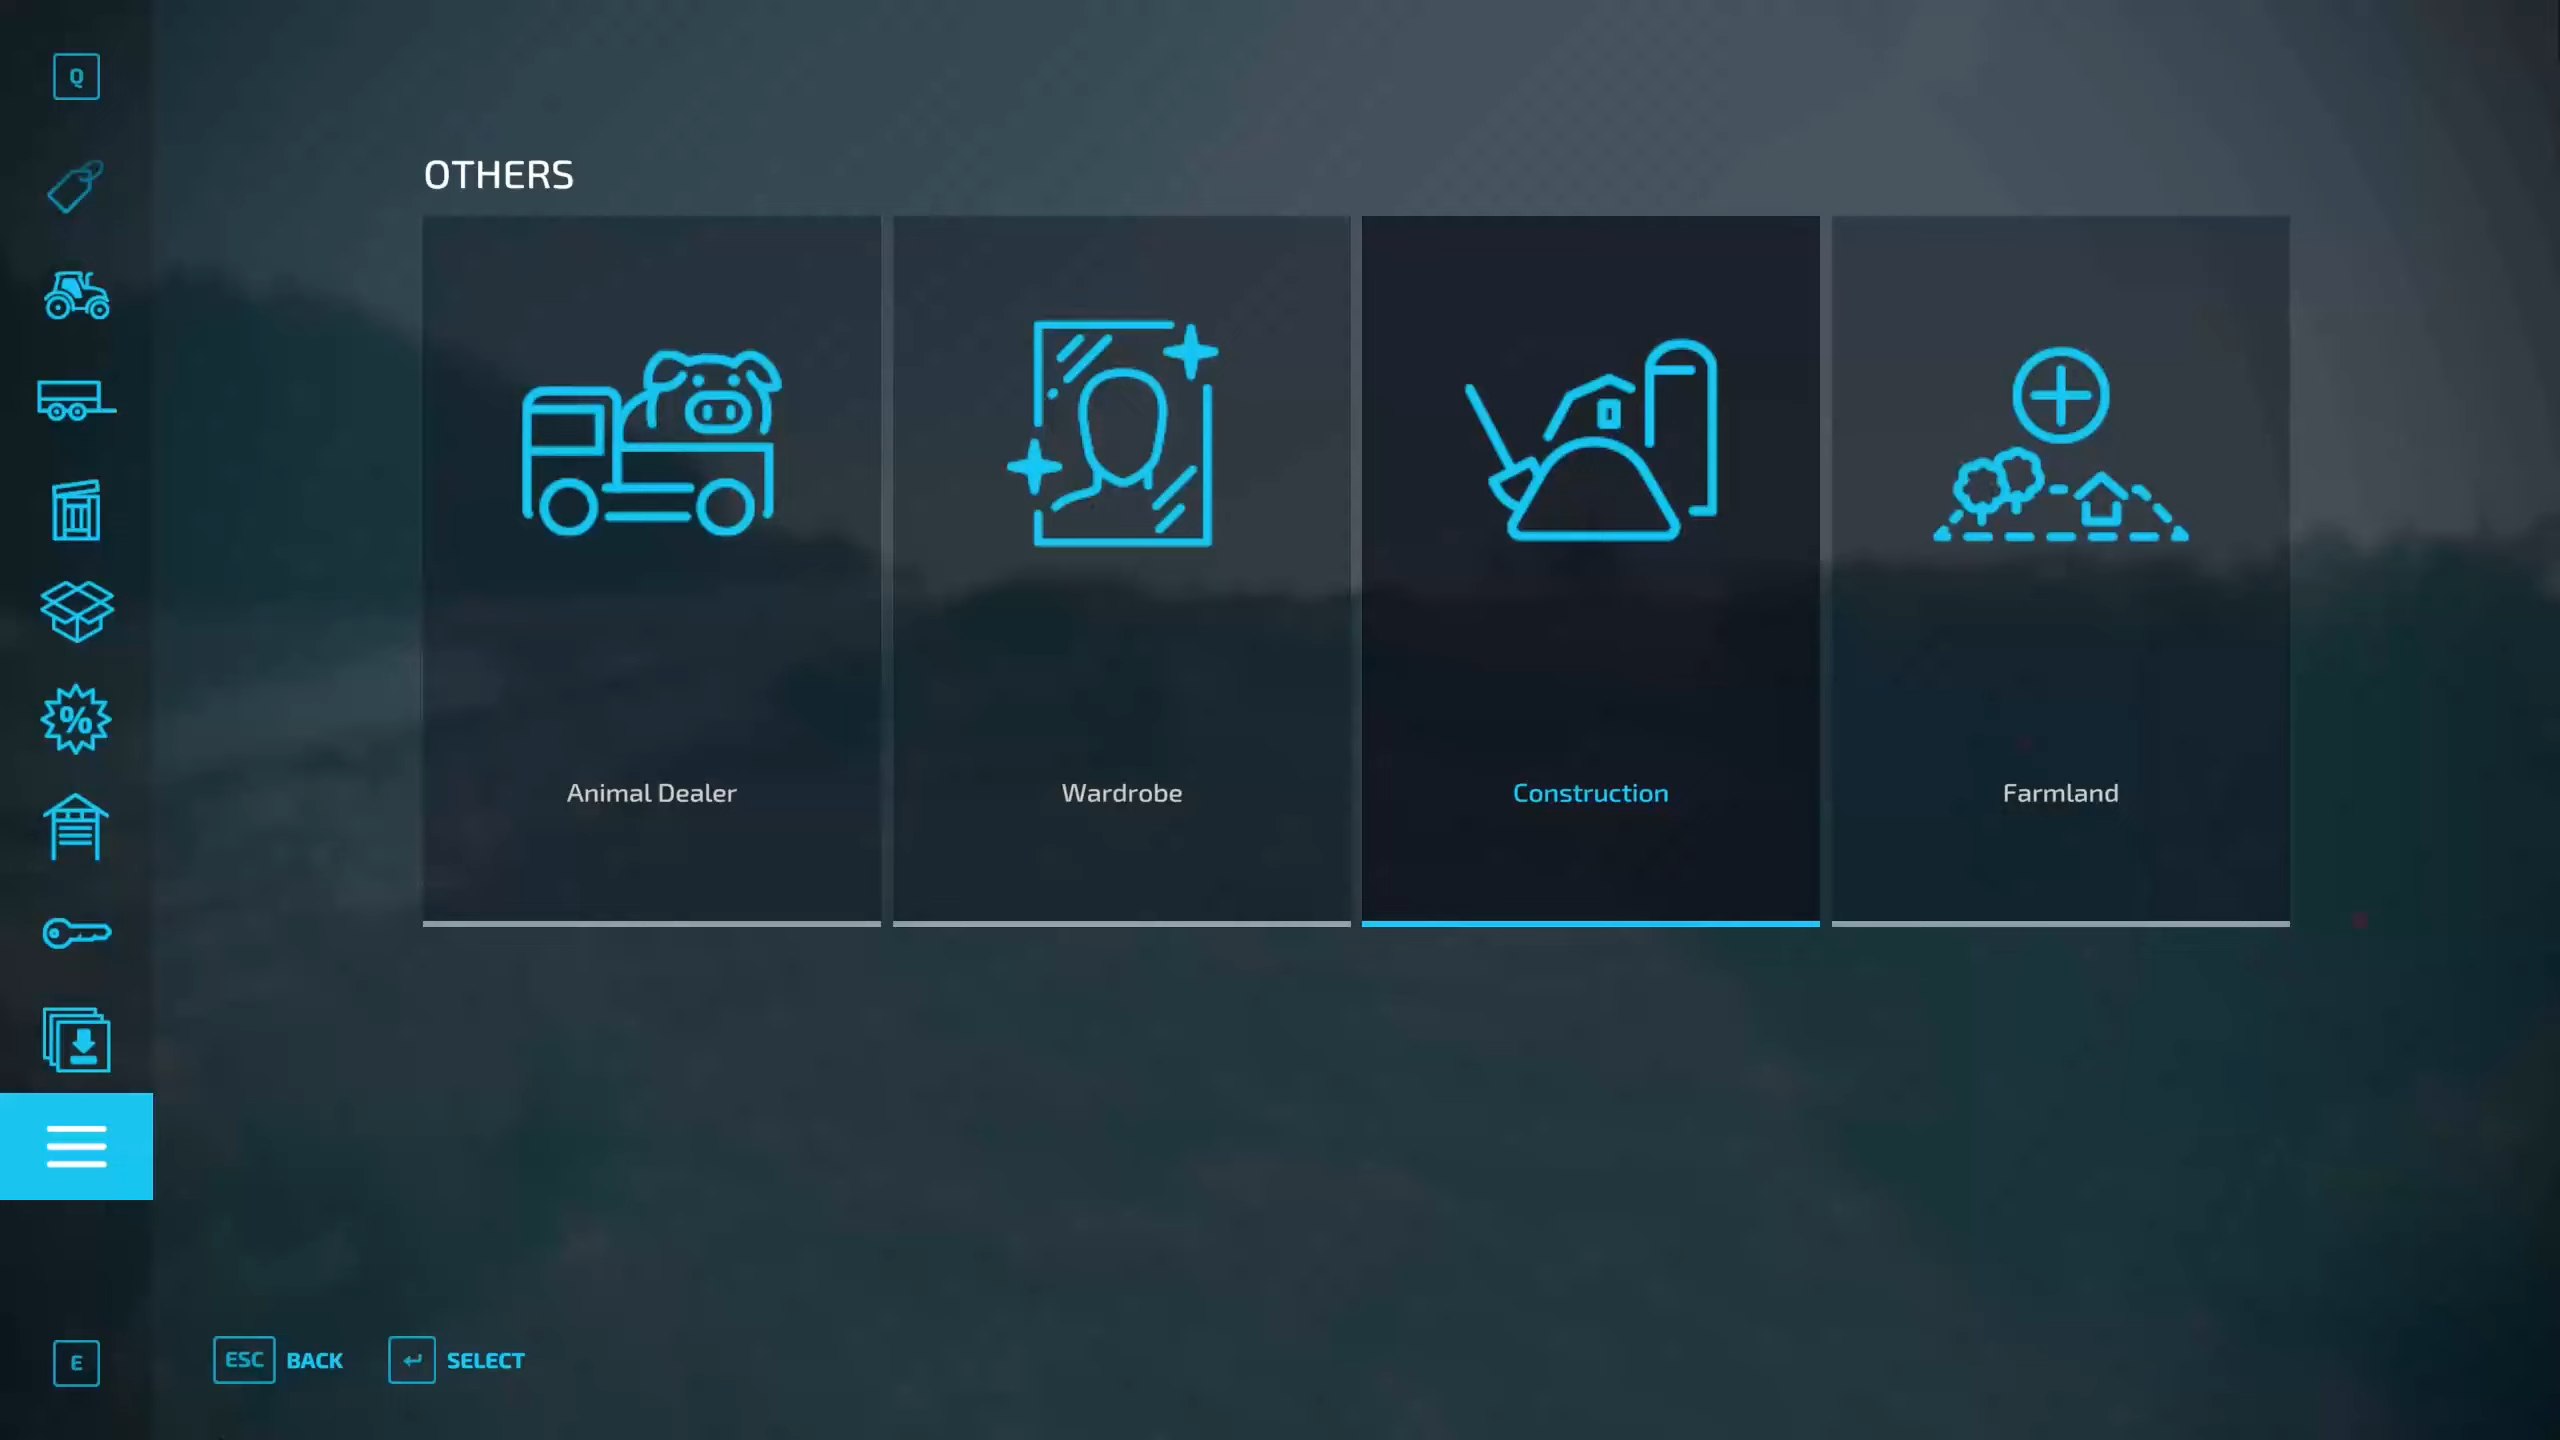 Q
OTHERS
%
Animal Dealer
Wardrobe
Construction
Farmland
E
ESC BACK
SELECT